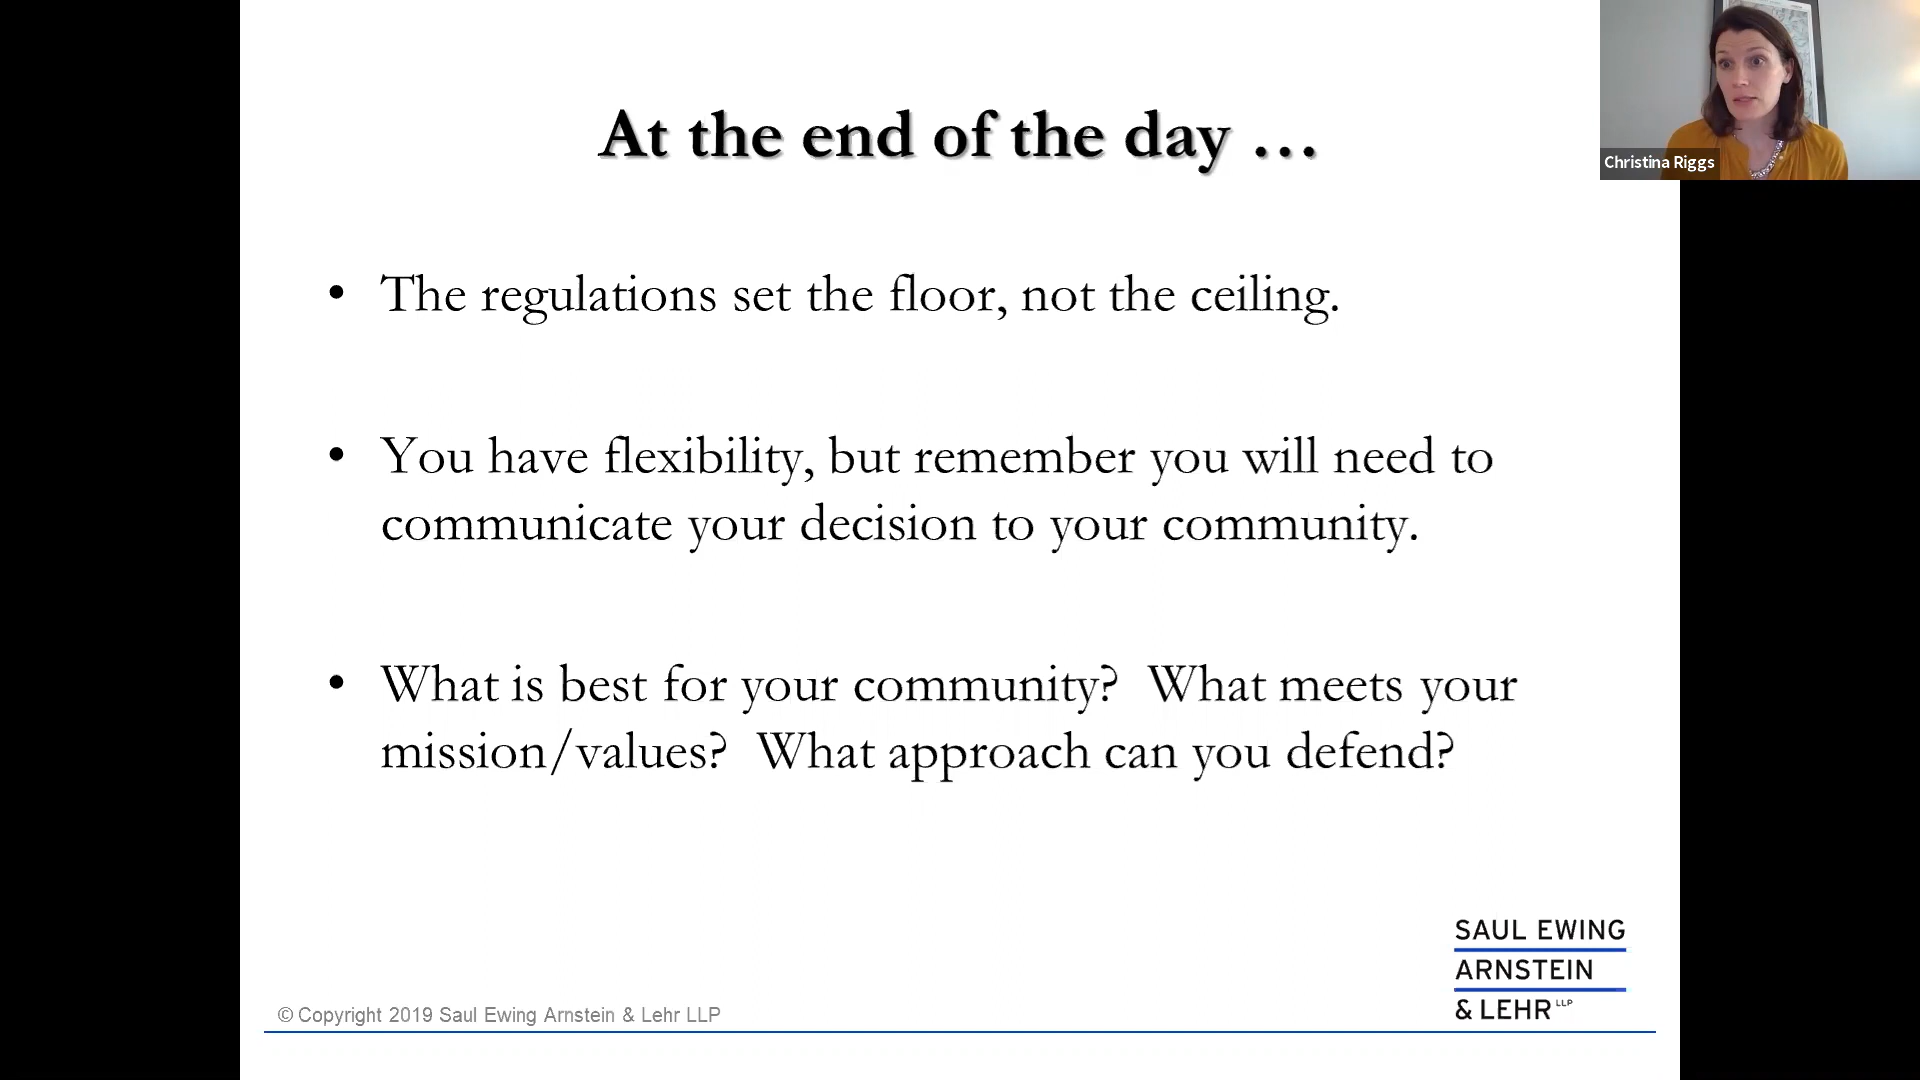 At the end of the day …
Christina Riggs
• The regulations set the floor, not the ceiling.
• You have flexibility, but remember you will need to
communicate your decision to your community.
• What is best for your community?  What meets your
mission/values?  What approach can you defend?
SAUL EWING
ARNSTEIN
& LEHR LLP
© Copyright 2019 Saul Ewing Arnstein & Lehr LLP